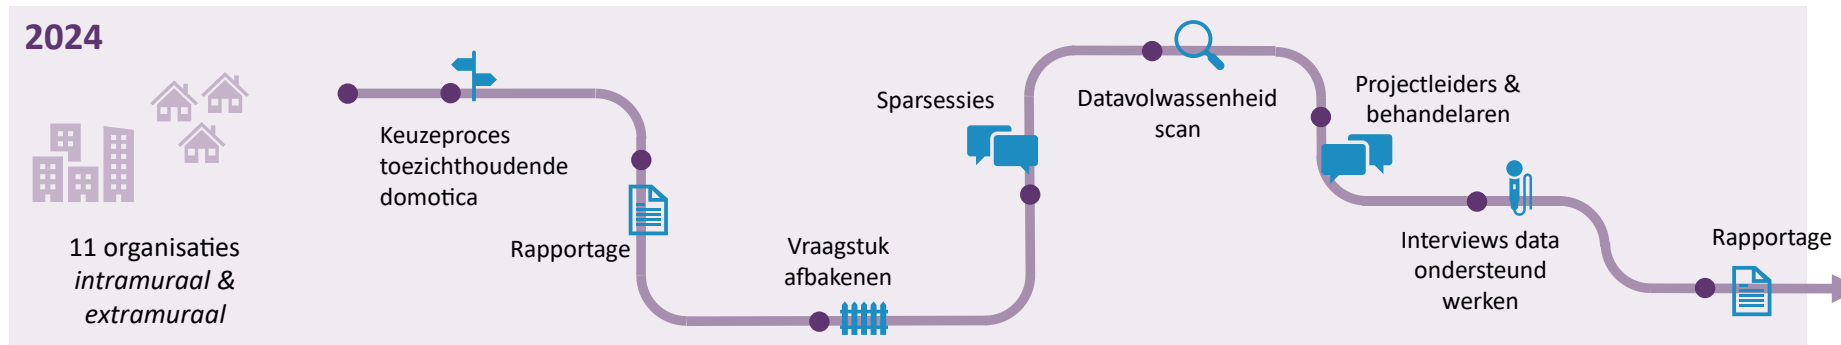 2024
11 organisaties
intramuraal &
extramuraal
Keuzeproces
toezichthoudende
domotica
Rapportage
Vraagstuk
afbakenen
Sparsessies
Datavolwassenheid
scan
Projectleiders &
behandelaren
Interviews data
ondersteund
werken
Rapportage